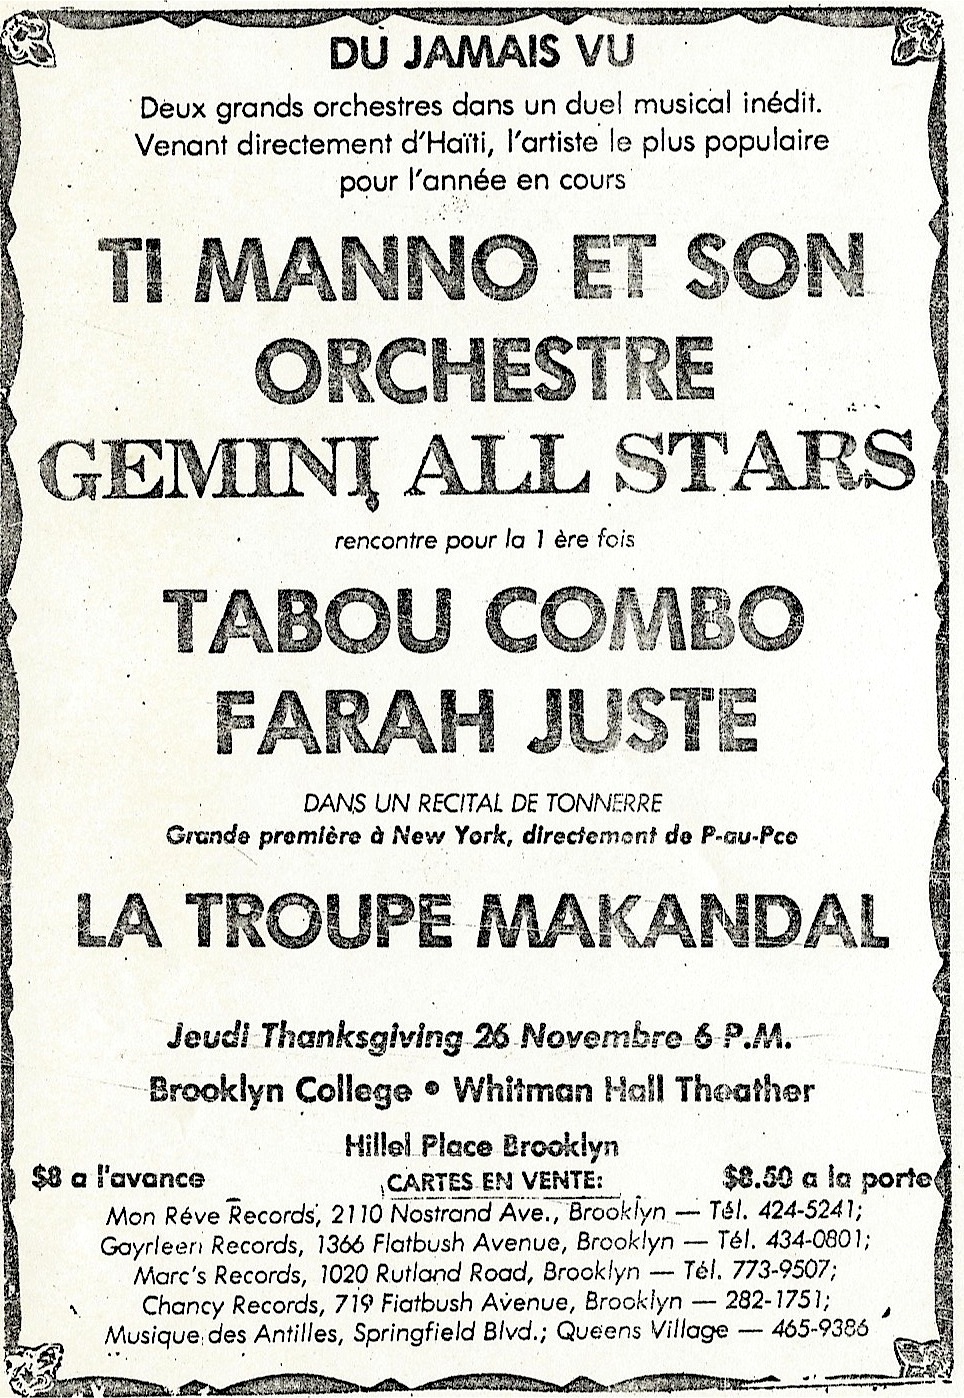 DU JAMAIS VU
Deux grands orchestres dans un duel musical inédit.
Venant directement d'Haïti, l'artiste le plus populaire
pour l'année en cours
TI MANNO ET SON
ORCHESTRE
GEMINI ALL STARS
rencontre pour la 1 ère fois
TABOU COMBO
FARAH JUSTE
DANS UN RECITAL DE TONNERRE
Grande première à New York, directement de P-au-Pce
LA TROUPE MAKANDAL
Jeudi Thanksgiving 26 Novembre 6 P.M.
Brooklyn College • Whitman Hall Theather
Hillel Place Brooklyn
$8 a l'avance CARTES EN VENTE: $8.50 a la porte
Mon Réve Records, 2110 Nostrand Ave., Brooklyn — Tél. 424-5241;
Gayrleen Records, 1366 Flatbush Avenue, Brooklyn — Tél. 434-0801;
Marc's Records, 1020 Rutland Road, Brooklyn — Tél. 773-9507;
Chancy Records, 719 Flatbush Avenue, Brooklyn — 282-1751;
Musique des Antilles, Springfield Blvd.; Queens Village — 465-9386